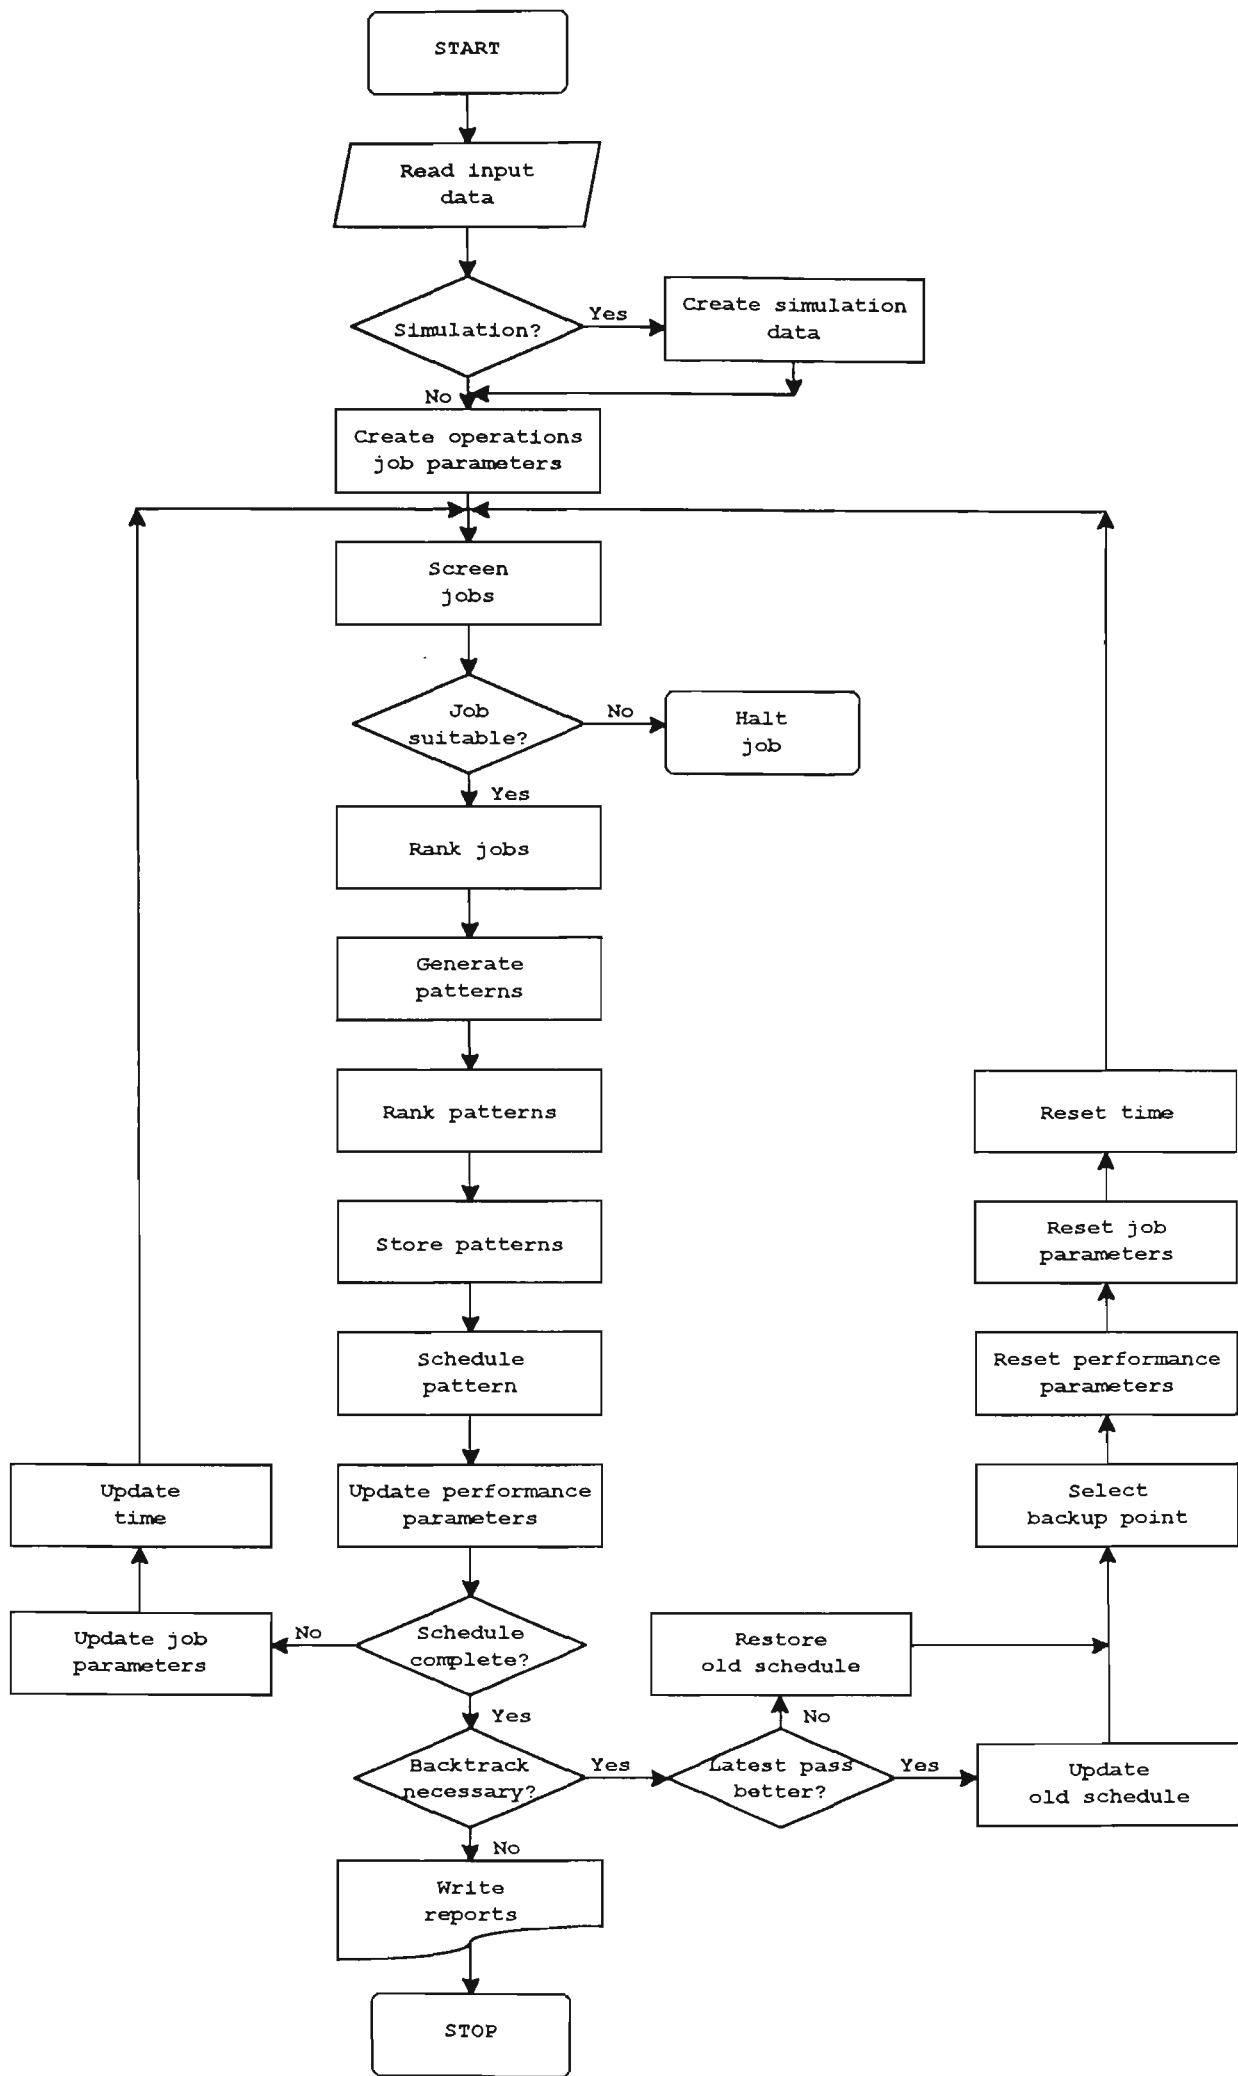 START
Read input
data
Simulation?
Yes
Create simulation
data
No
Create operations
job parameters
Screen
jobs
Job
suitable?
No
Halt
job
Yes
Rank jobs
Generate
patterns
Rank patterns
Reset time
Store patterns
Reset job
parameters
Schedule
pattern
Reset performance
parameters
Update
time
Update performance
parameters
Select
backup point
Update job
parameters
No
Schedule
complete?
Restore
old schedule
Yes
No
Backtrack
necessary?
Yes
Latest pass
better?
Yes
Update
old schedule
No
Write
reports
STOP